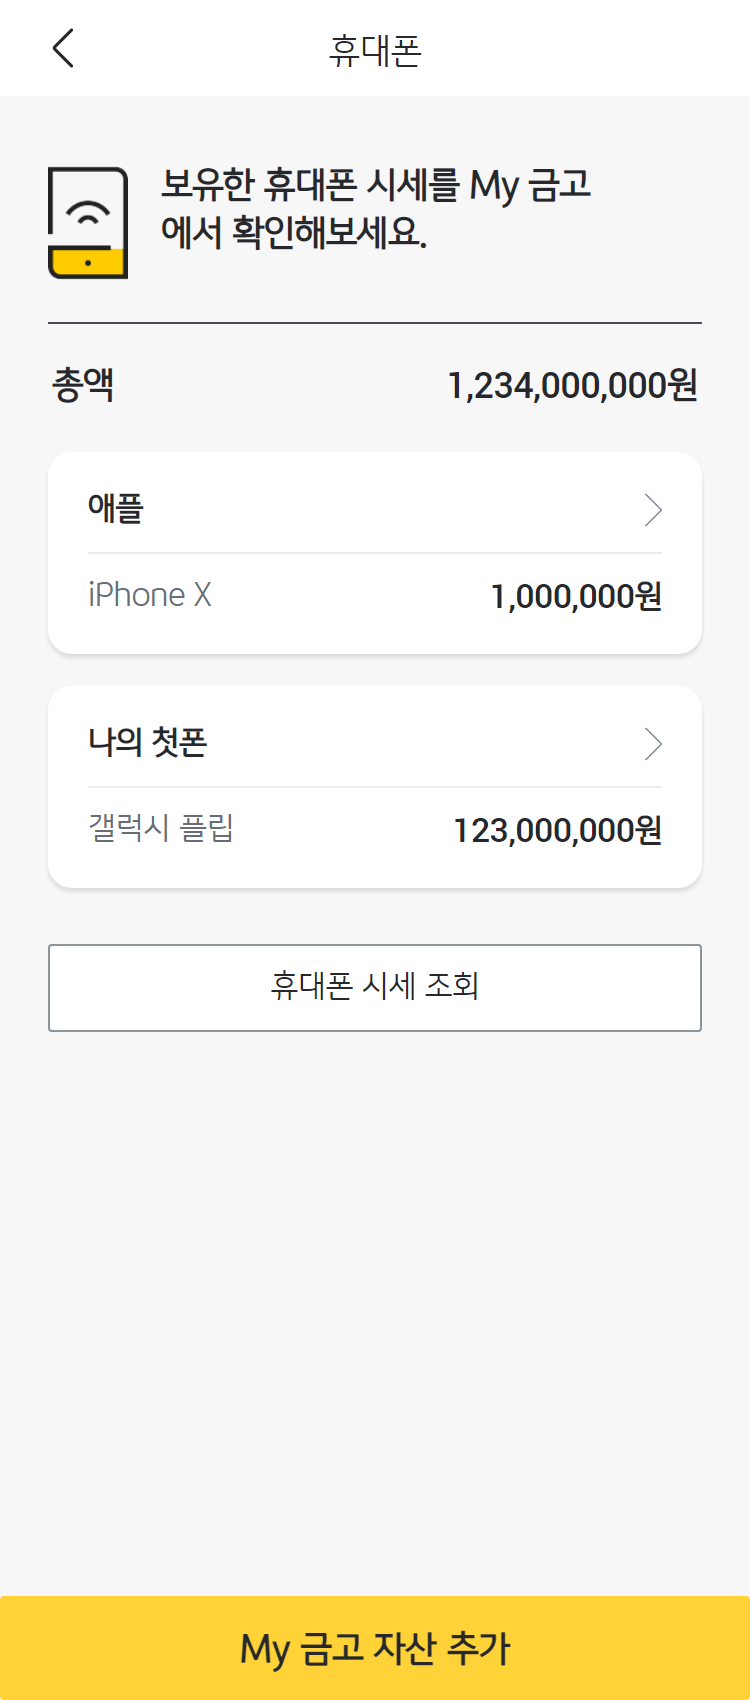 휴대폰
보유한 휴대폰 시세를 My 금고
에서 확인해보세요.
총액 1,234,000,000원
애플
iPhone X 1,000,000원
나의 첫폰
갤럭시 플립 123,000,000원
휴대폰 시세 조회
My 금고 자산 추가